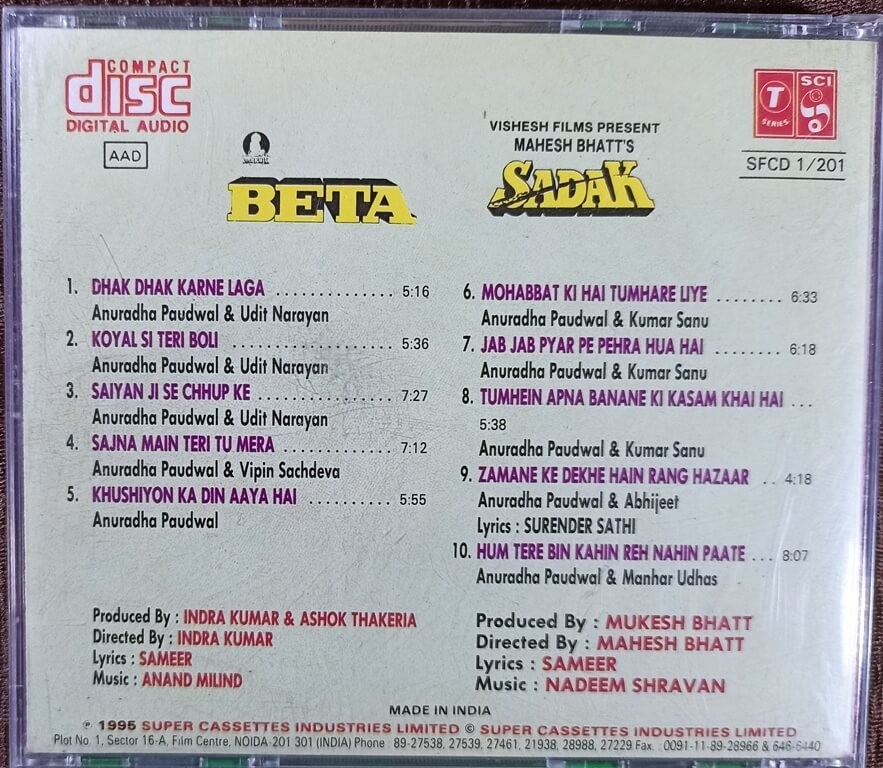 COMPACT
disc
DIGITAL AUDIO
AAD
BETA
VISHESH FILMS PRESENT
MAHESH BHATT'S
SADAK
T
SERIES
SCI
SFCD 1/201
1. DHAK DHAK KARNE LAGA .............. 5:16
Anuradha Paudwal & Udit Narayan
2. KOYAL SI TERI BOLI ................... 5:36
Anuradha Paudwal & Udit Narayan
3. SAIYAN JI SE CHHUP KE ................ 7:27
Anuradha Paudwal & Udit Narayan
4. SAJNA MAIN TERI TU MERA ............. 7:12
Anuradha Paudwal & Vipin Sachdeva
5. KHUSHIYON KA DIN AAYA HAI .......... 5:55
Anuradha Paudwal
6. MOHABBAT KI HAI TUMHARE LIYE ........ 6:33
Anuradha Paudwal & Kumar Sanu
7. JAB JAB PYAR PE PEHRA HUA HAI ........ 6:18
Anuradha Paudwal & Kumar Sanu
8. TUMHEIN APNA BANANE KI KASAM KHAI HAI ...
5:38
Anuradha Paudwal & Kumar Sanu
9. ZAMANE KE DEKHE HAIN RANG HAZAAR .. 4:18
Anuradha Paudwal & Abhijeet
Lyrics : SURENDER SATHI
10. HUM TERE BIN KAHIN REH NAHIN PAATE ... 8:07
Anuradha Paudwal & Manhar Udhas
Produced By : INDRA KUMAR & ASHOK THAKERIA
Directed By : INDRA KUMAR
Lyrics : SAMEER
Music : ANAND MILIND
Produced By : MUKESH BHATT
Directed By : MAHESH BHATT
Lyrics : SAMEER
Music : NADEEM SHRAVAN
MADE IN INDIA
℗ 1995 SUPER CASSETTES INDUSTRIES LIMITED © SUPER CASSETTES INDUSTRIES LIMITED
Plot No. 1, Sector 16-A, Film Centre, NOIDA-201 301 (INDIA) Phone : 89-27538, 27539, 27461, 21938, 28988, 27229 Fax. : 0091-11-89-28966 & 646-6440